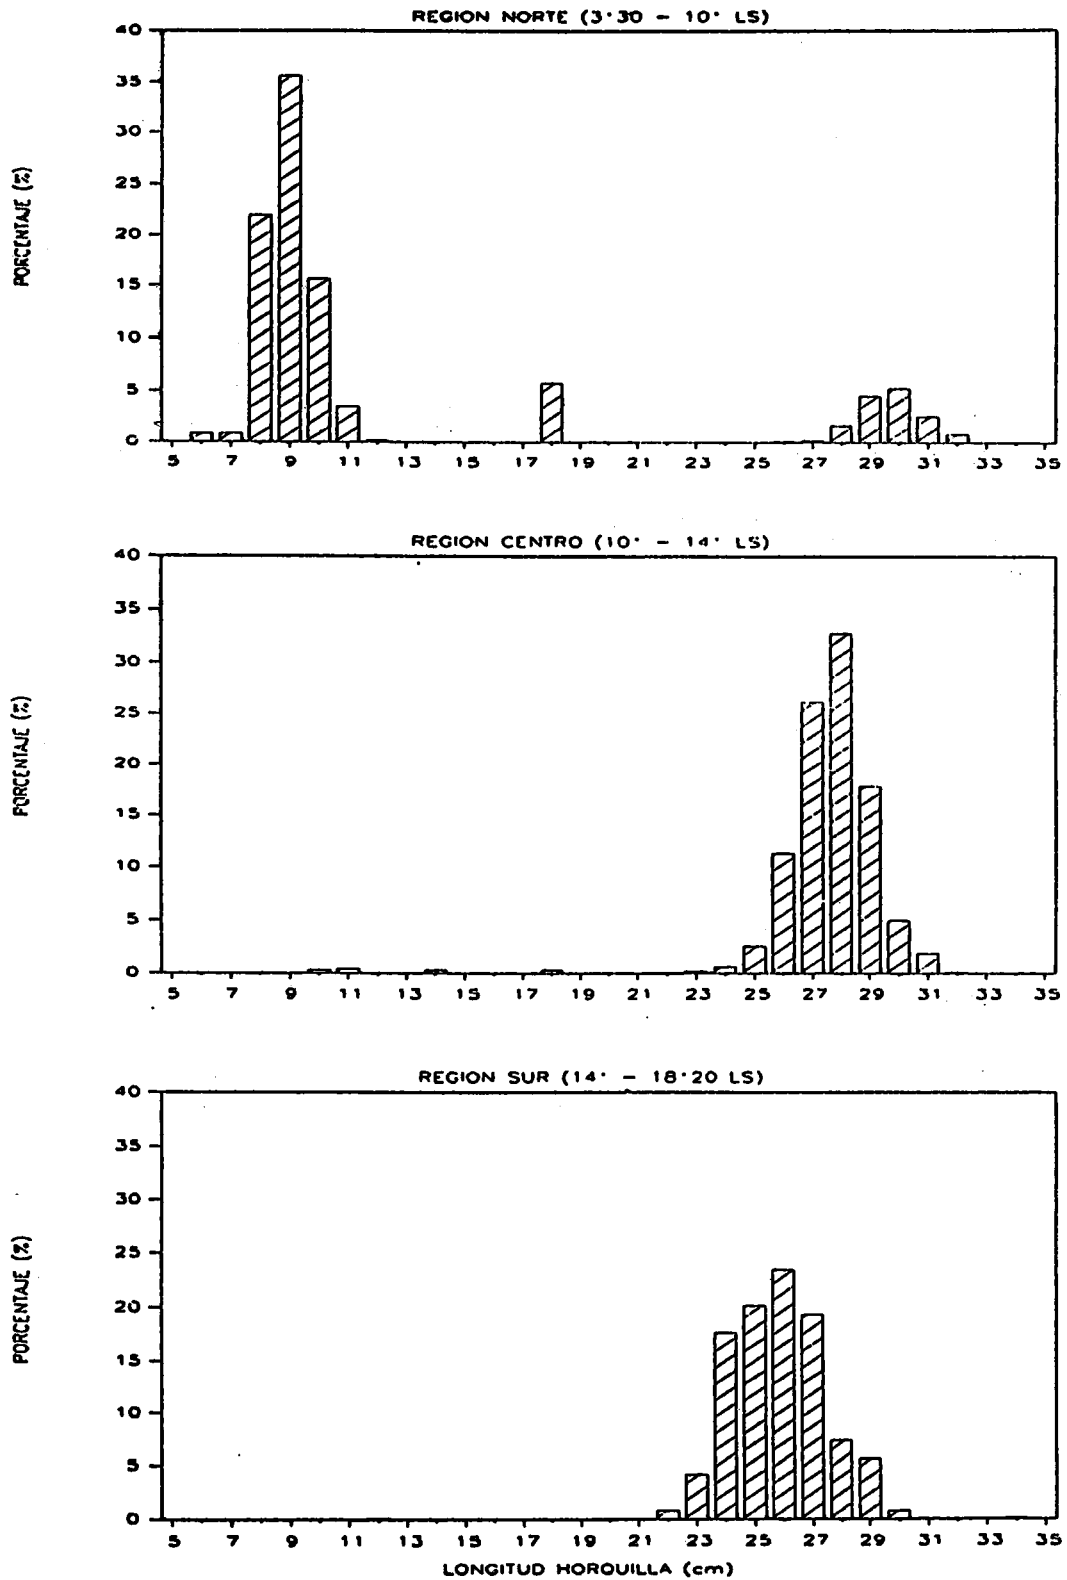 REGION NORTE (3°30 - 10° LS)
PORCENTAJE (%)
40
35
30
25
20
15
10
5
0
5 7 9 11 13 15 17 19 21 23 25 27 29 31 33 35
REGION CENTRO (10° - 14° LS)
PORCENTAJE (%)
40
35
30
25
20
15
10
5
0
5 7 9 11 13 15 17 19 21 23 25 27 29 31 33 35
REGION SUR (14° - 18°20 LS)
PORCENTAJE (%)
40
35
30
25
20
15
10
5
0
5 7 9 11 13 15 17 19 21 23 25 27 29 31 33 35
LONGITUD HORQUILLA (cm)